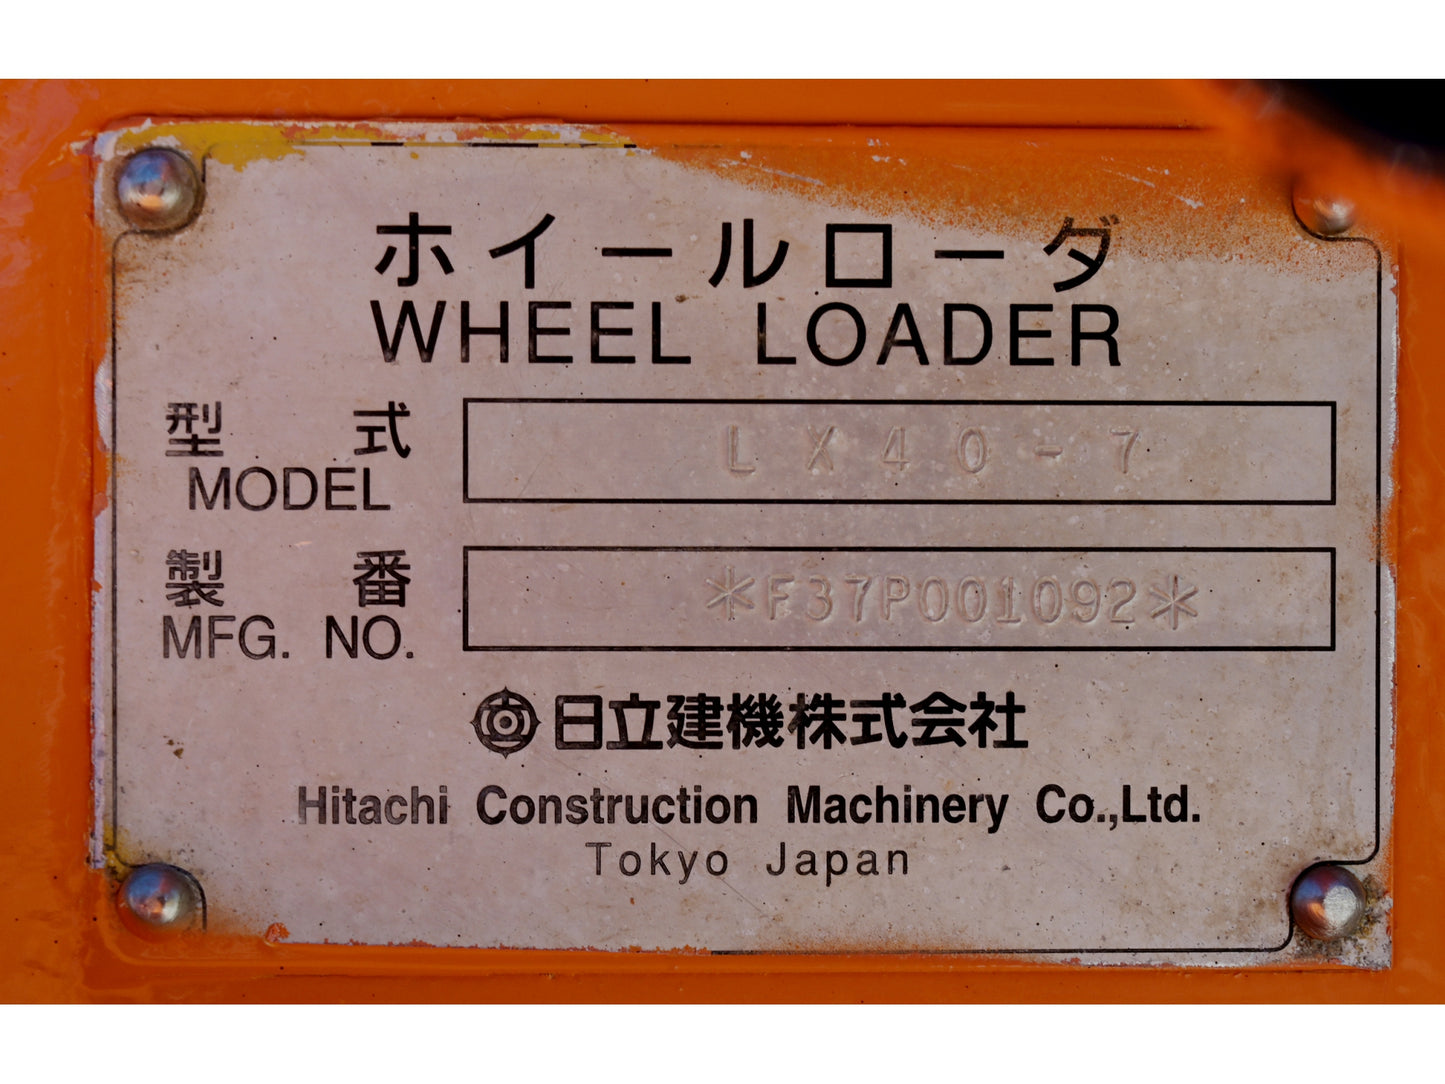 ホイールローダ
WHEEL LOADER
型式
MODEL
LX40-7
製番
MFG. NO.
*F37P001092*
日立建機株式会社
Hitachi Construction Machinery Co.,Ltd.
Tokyo Japan